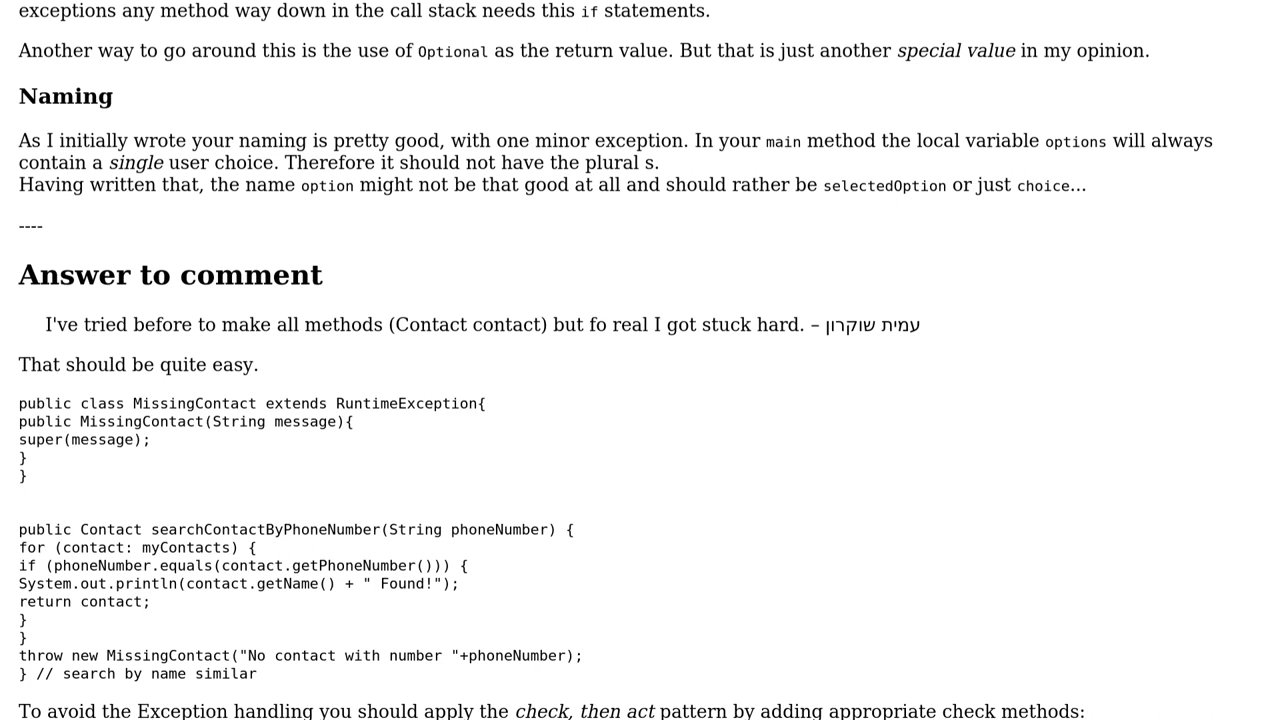 exceptions any method way down in the call stack needs this if statements.
Another way to go around this is the use of Optional as the return value. But that is just another special value in my opinion.
Naming
As I initially wrote your naming is pretty good, with one minor exception. In your main method the local variable options will always
contain a single user choice. Therefore it should not have the plural s.
Having written that, the name option might not be that good at all and should rather be selectedOption or just choice...
----
Answer to comment
I've tried before to make all methods (Contact contact) but fo real I got stuck hard. – עמית שוקרון
That should be quite easy.
public class MissingContact extends RuntimeException{
public MissingContact(String message){
super(message);
}
}
public Contact searchContactByPhoneNumber(String phoneNumber) {
for (contact: myContacts) {
if (phoneNumber.equals(contact.getPhoneNumber())) {
System.out.println(contact.getName() + " Found!");
return contact;
}
}
throw new MissingContact("No contact with number "+phoneNumber);
} // search by name similar
To avoid the Exception handling you should apply the check, then act pattern by adding appropriate check methods: